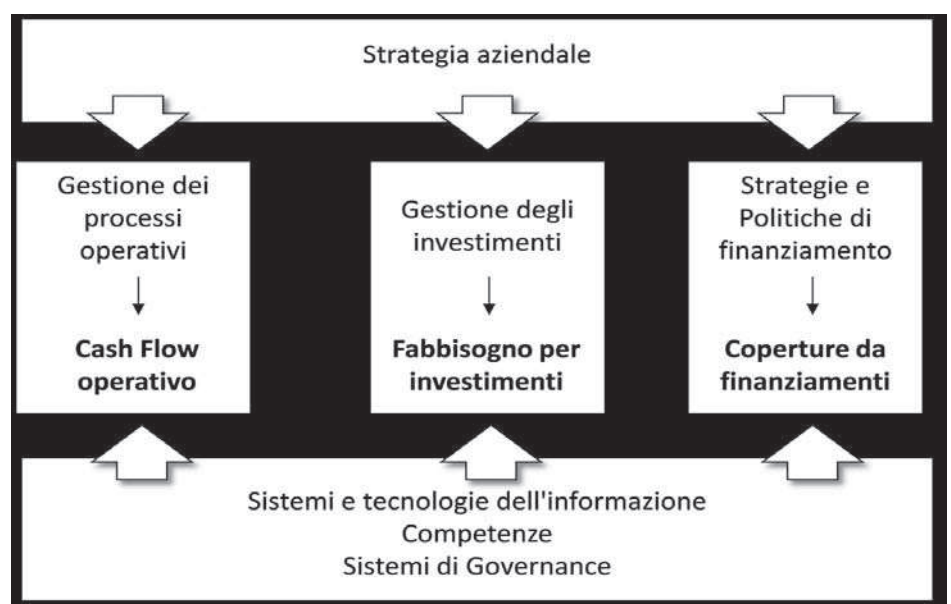 Strategia aziendale
Gestione dei
processi
operativi
Cash Flow
operativo
Gestione degli
investimenti
Fabbisogno per
investimenti
Strategie e
Politiche di
finanziamento
Coperture da
finanziamenti
Sistemi e tecnologie dell'informazione
Competenze
Sistemi di Governance